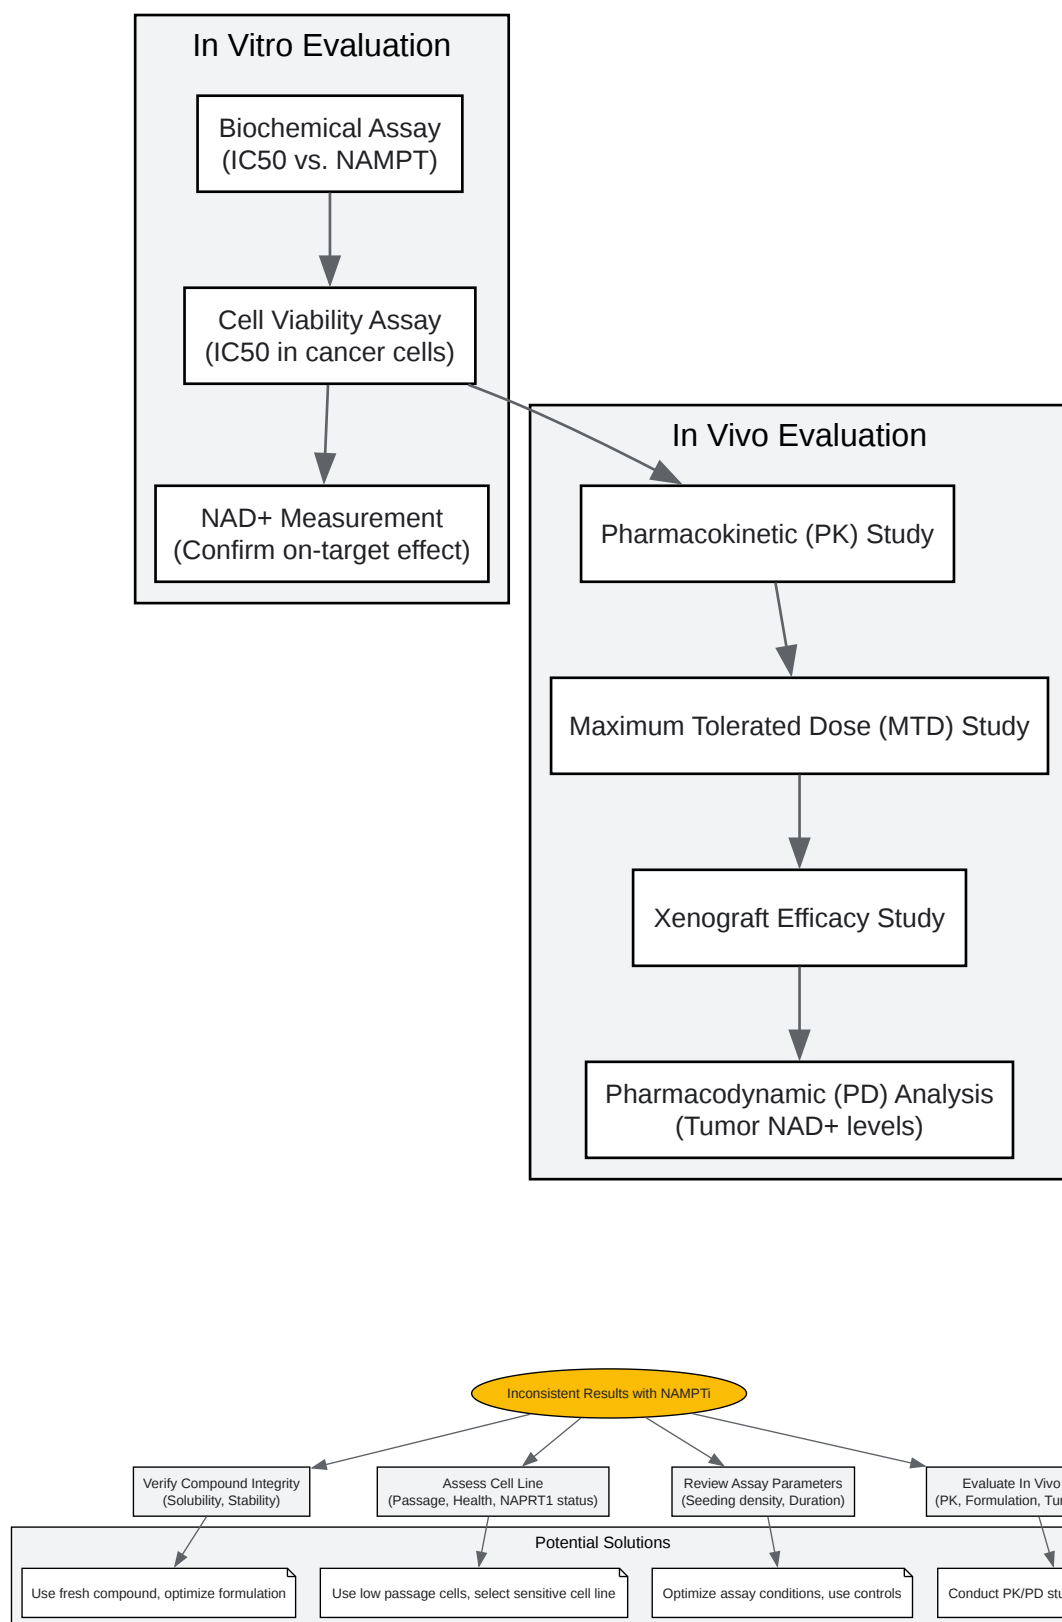 In Vitro Evaluation
Biochemical Assay
(IC50 vs. NAMPT)
Cell Viability Assay
(IC50 in cancer cells)
NAD+ Measurement
(Confirm on-target effect)
In Vivo Evaluation
Pharmacokinetic (PK) Study
Maximum Tolerated Dose (MTD) Study
Xenograft Efficacy Study
Pharmacodynamic (PD) Analysis
(Tumor NAD+ levels)
Inconsistent Results with NAMPTi
Verify Compound Integrity
(Solubility, Stability)
Assess Cell Line
(Passage, Health, NAPRT1 status)
Review Assay Parameters
(Seeding density, Duration)
Evaluate In Vivo
(PK, Formulation,
Potential Solutions
Use fresh compound, optimize formulation
Use low passage cells, select sensitive cell line
Optimize assay conditions, use controls
Conduct PK/PD